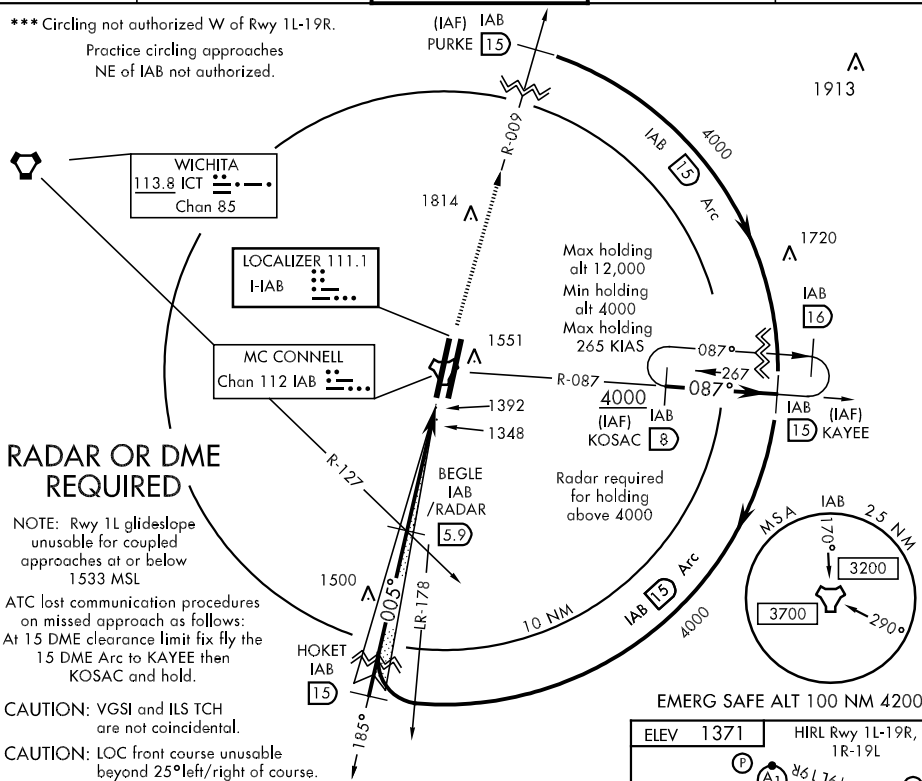 *** Circling not authorized W of Rwy 1L-19R.
Practice circling approaches
NE of IAB not authorized.
(IAF) IAB
PURKE 15
1913
R-009
IAB 15 Arc
4000
WICHITA
113.8 ICT
Chan 85
1814
1720
LOCALIZER 111.1
I-IAB
Max holding
alt 12,000
Min holding
alt 4000
Max holding
265 KIAS
IAB
16
1551
087°
267
MC CONNELL
Chan 112 IAB
R-087
087°
4000
(IAF) IAB
KOSAC 8
IAB (IAF)
15 KAYEE
1392
1348
RADAR OR DME
REQUIRED
R-127
BEGLE
IAB
/RADAR
5.9
Radar required
for holding
above 4000
NOTE: Rwy 1L glideslope
unusable for coupled
approaches at or below
1533 MSL
MSA IAB 25 NM
170°
3200
3700
290°
1500
005°
LR-178
10 NM
IAB 15 Arc
4000
ATC lost communication procedures
on missed approach as follows:
At 15 DME clearance limit fix fly the
15 DME Arc to KAYEE then
KOSAC and hold.
HOKET
IAB
15
185°
CAUTION: VGSI and ILS TCH
are not coincidental.
CAUTION: LOC front course unusable
beyond 25°left/right of course.
EMERG SAFE ALT 100 NM 4200
ELEV 1371
HIRL Rwy 1L-19R,
1R-19L
P
A1
19L 19R